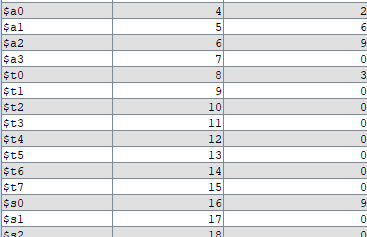 $a0 4 2
$a1 5 6
$a2 6 9
$a3 7 0
$t0 8 3
$t1 9 0
$t2 10 0
$t3 11 0
$t4 12 0
$t5 13 0
$t6 14 0
$t7 15 0
$s0 16 9
$s1 17 0
$s2 18 0